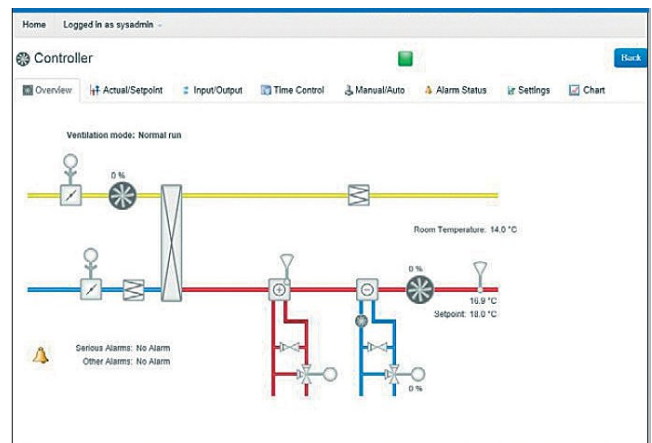 Home Logged in as sysadmin
Controller
Back
Overview Actual/Setpoint Input/Output Time Control Manual/Auto Alarm Status Settings Chart
Ventilation mode: Normal run
0 %
Room Temperature: 14.0 °C
0 %
16.9 °C
Setpoint: 18.0 °C
Serious Alarms: No Alarm
Other Alarms: No Alarm
0 %